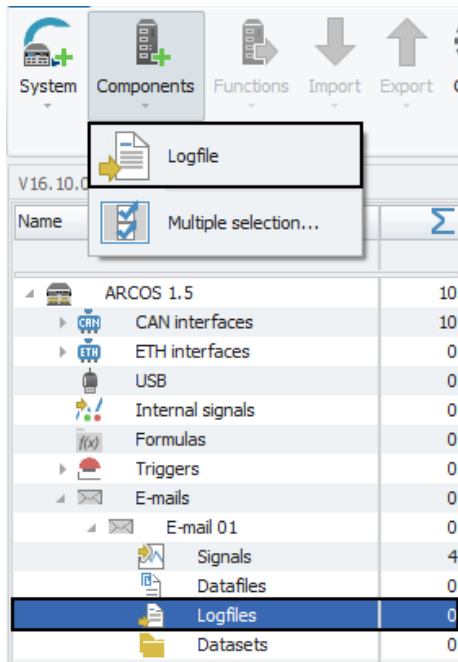 System Components Functions Import Export
Logfile
V16.10.0
Multiple selection...
Name Σ
ARCOS 1.5 10
CAN CAN interfaces 10
ETH ETH interfaces 0
USB 0
Internal signals 0
f(x) Formulas 0
Triggers 0
E-mails 0
E-mail 01 0
Signals 4
Datafiles 0
Logfiles 0
Datasets 0